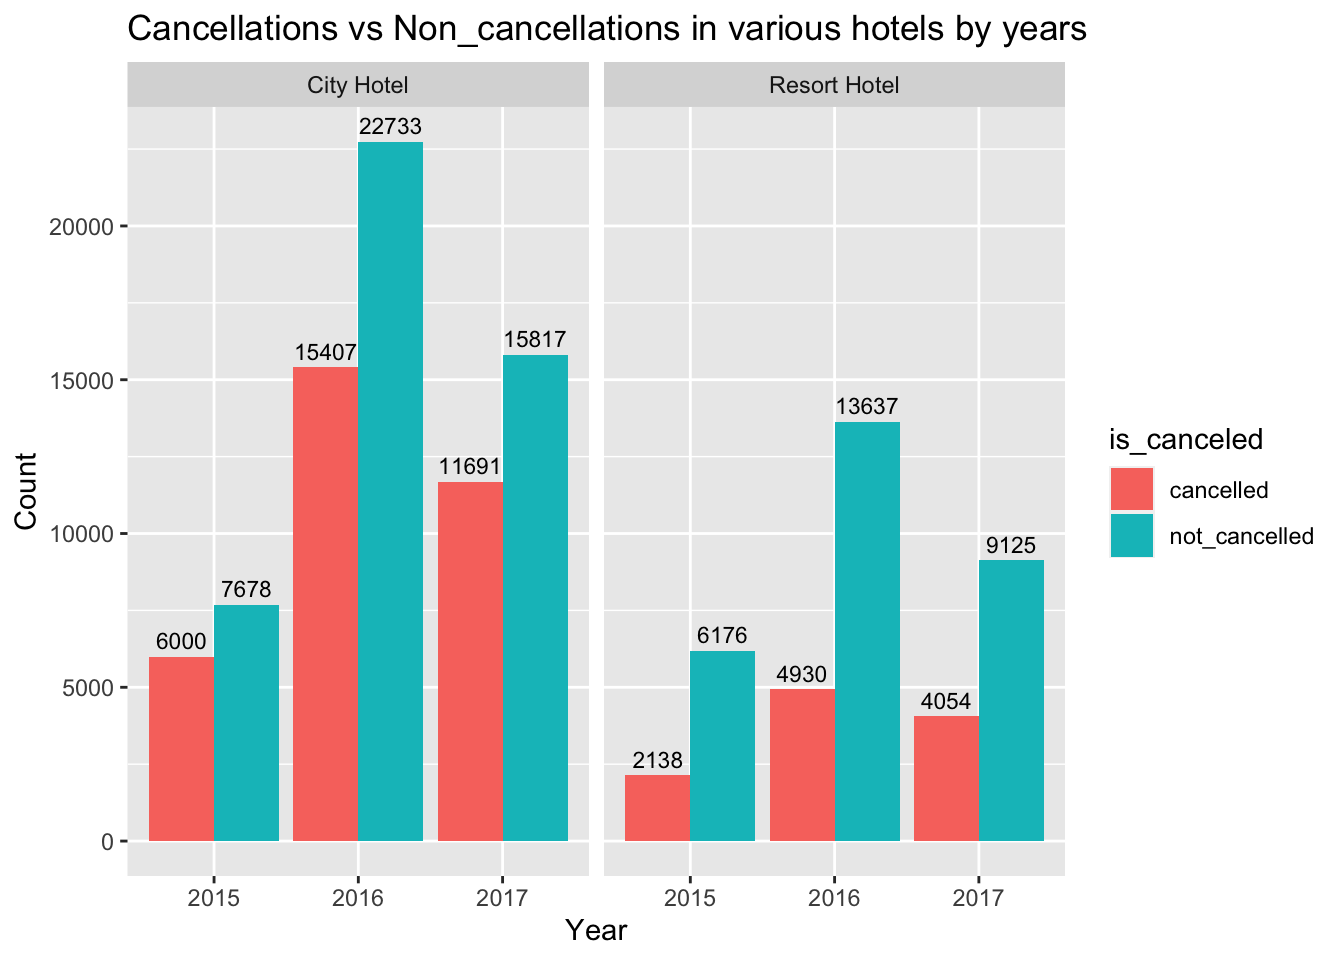 Cancellations vs Non_cancellations in various hotels by years
City Hotel
Resort Hotel
22733
20000
15817
15407
15000
13637
11691
10000
9125
7678
6176
6000
5000
4930
4054
2138
0
2015 2016 2017
2015 2016 2017
Year
Count
is_canceled
cancelled
not_cancelled